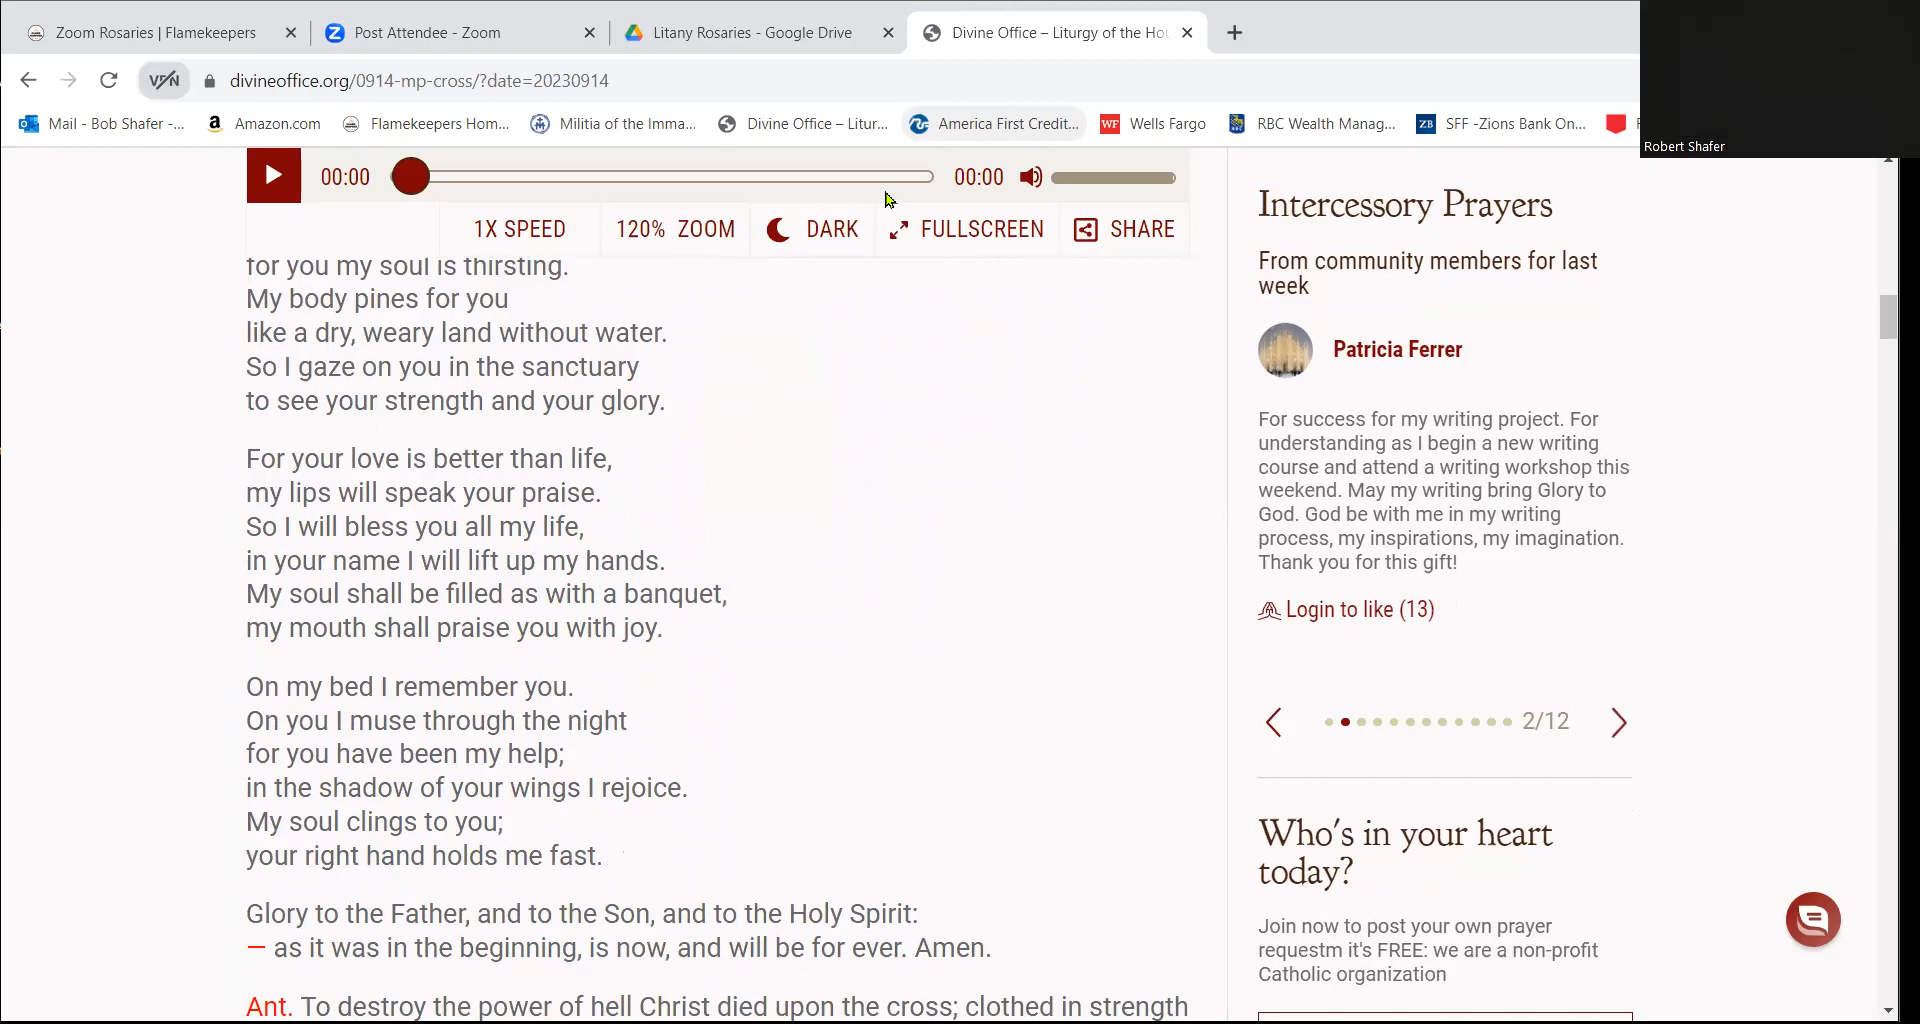 Zoom Rosaries | Flamekeepers
Post Attendee - Zoom
Litany Rosaries - Google Drive
Divine Office – Liturgy of the Hou
VPN
divineoffice.org/0914-mp-cross/?date=20230914
Mail - Bob Shafer -...
Amazon.com
Flamekeepers Hom...
Militia of the Imma...
Divine Office – Litur...
America First Credit...
WF Wells Fargo
RBC Wealth Manag...
ZB SFF -Zions Bank On...
Robert Shafer
00:00
00:00
1X SPEED
120% ZOOM
DARK
FULLSCREEN
SHARE
for you my soul is thirsting.
My body pines for you
like a dry, weary land without water.
So I gaze on you in the sanctuary
to see your strength and your glory.
For your love is better than life,
my lips will speak your praise.
So I will bless you all my life,
in your name I will lift up my hands.
My soul shall be filled as with a banquet,
my mouth shall praise you with joy.
On my bed I remember you.
On you I muse through the night
for you have been my help;
in the shadow of your wings I rejoice.
My soul clings to you;
your right hand holds me fast.
Glory to the Father, and to the Son, and to the Holy Spirit:
— as it was in the beginning, is now, and will be for ever. Amen.
Ant. To destroy the power of hell Christ died upon the cross; clothed in strength
Intercessory Prayers
From community members for last
week
Patricia Ferrer
For success for my writing project. For
understanding as I begin a new writing
course and attend a writing workshop this
weekend. May my writing bring Glory to
God. God be with me in my writing
process, my inspirations, my imagination.
Thank you for this gift!
Login to like (13)
2/12
Who's in your heart
today?
Join now to post your own prayer
requestm it's FREE: we are a non-profit
Catholic organization